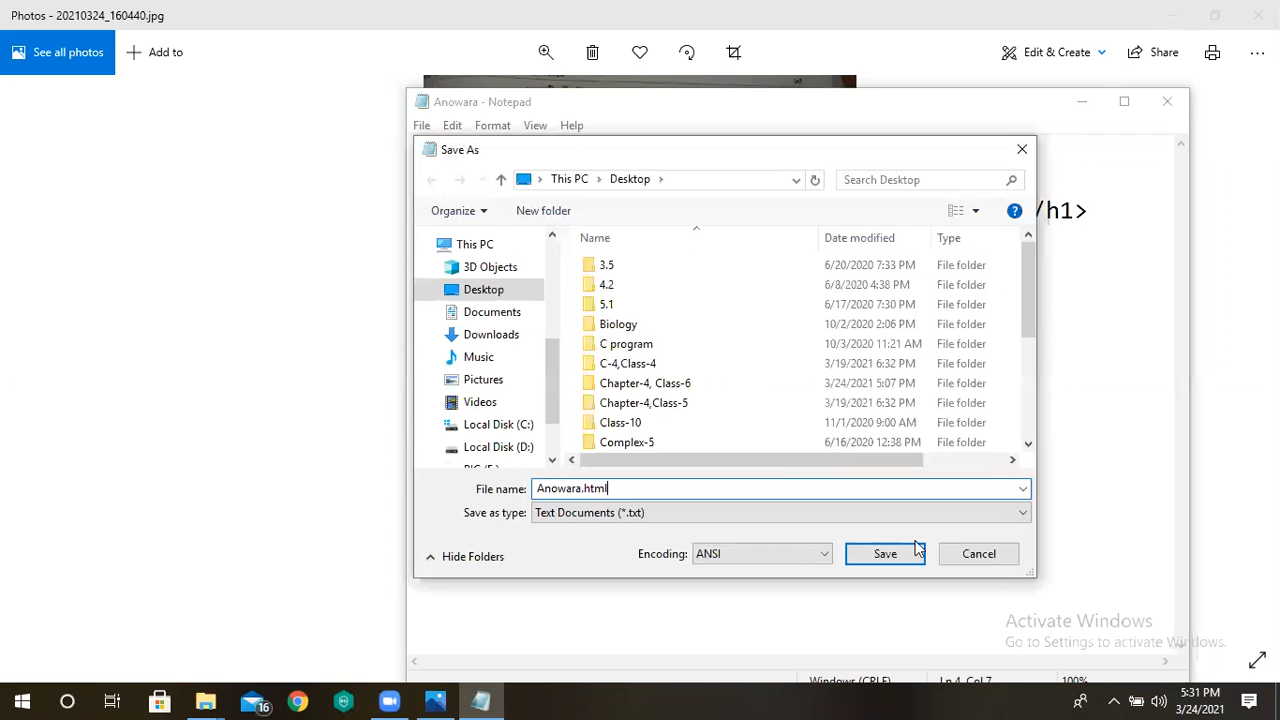 Photos - 20210324_160440.jpg
See all photos
Add to
Edit & Create
Share
Anowara - Notepad
File Edit Format View Help
Save As
This PC > Desktop >
Search Desktop
Organize
New folder
/h1>
Name Date modified Type
This PC
3D Objects
Desktop
Documents
Downloads
Music
Pictures
Videos
Local Disk (C:)
Local Disk (D:)
3.5 6/20/2020 7:33 PM File folder
4.2 6/8/2020 4:38 PM File folder
5.1 6/17/2020 7:30 PM File folder
Biology 10/2/2020 2:06 PM File folder
C program 10/3/2020 11:21 AM File folder
C-4,Class-4 3/19/2021 6:32 PM File folder
Chapter-4, Class-6 3/24/2021 5:07 PM File folder
Chapter-4,Class-5 3/19/2021 6:32 PM File folder
Class-10 11/1/2020 9:00 AM File folder
Complex-5 6/16/2020 12:38 PM File folder
File name: Anowara.html
Save as type: Text Documents (*.txt)
Hide Folders
Encoding: ANSI
Save
Cancel
Activate Windows
Go to Settings to activate Windows.
Windows (CRLF) Ln 4, Col 7 100%
16
5:31 PM
3/24/2021